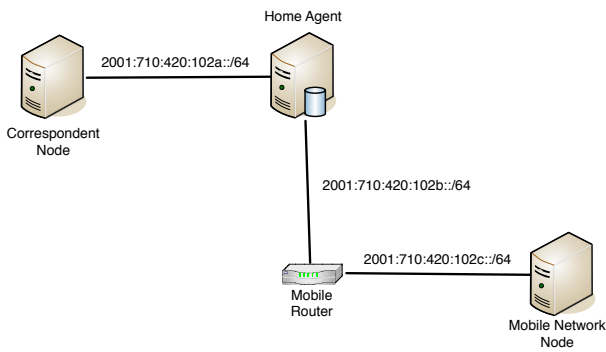 Home Agent
2001:710:420:102a::/64
Correspondent
Node
2001:710:420:102b::/64
2001:710:420:102c::/64
Mobile
Router
Mobile Network
Node